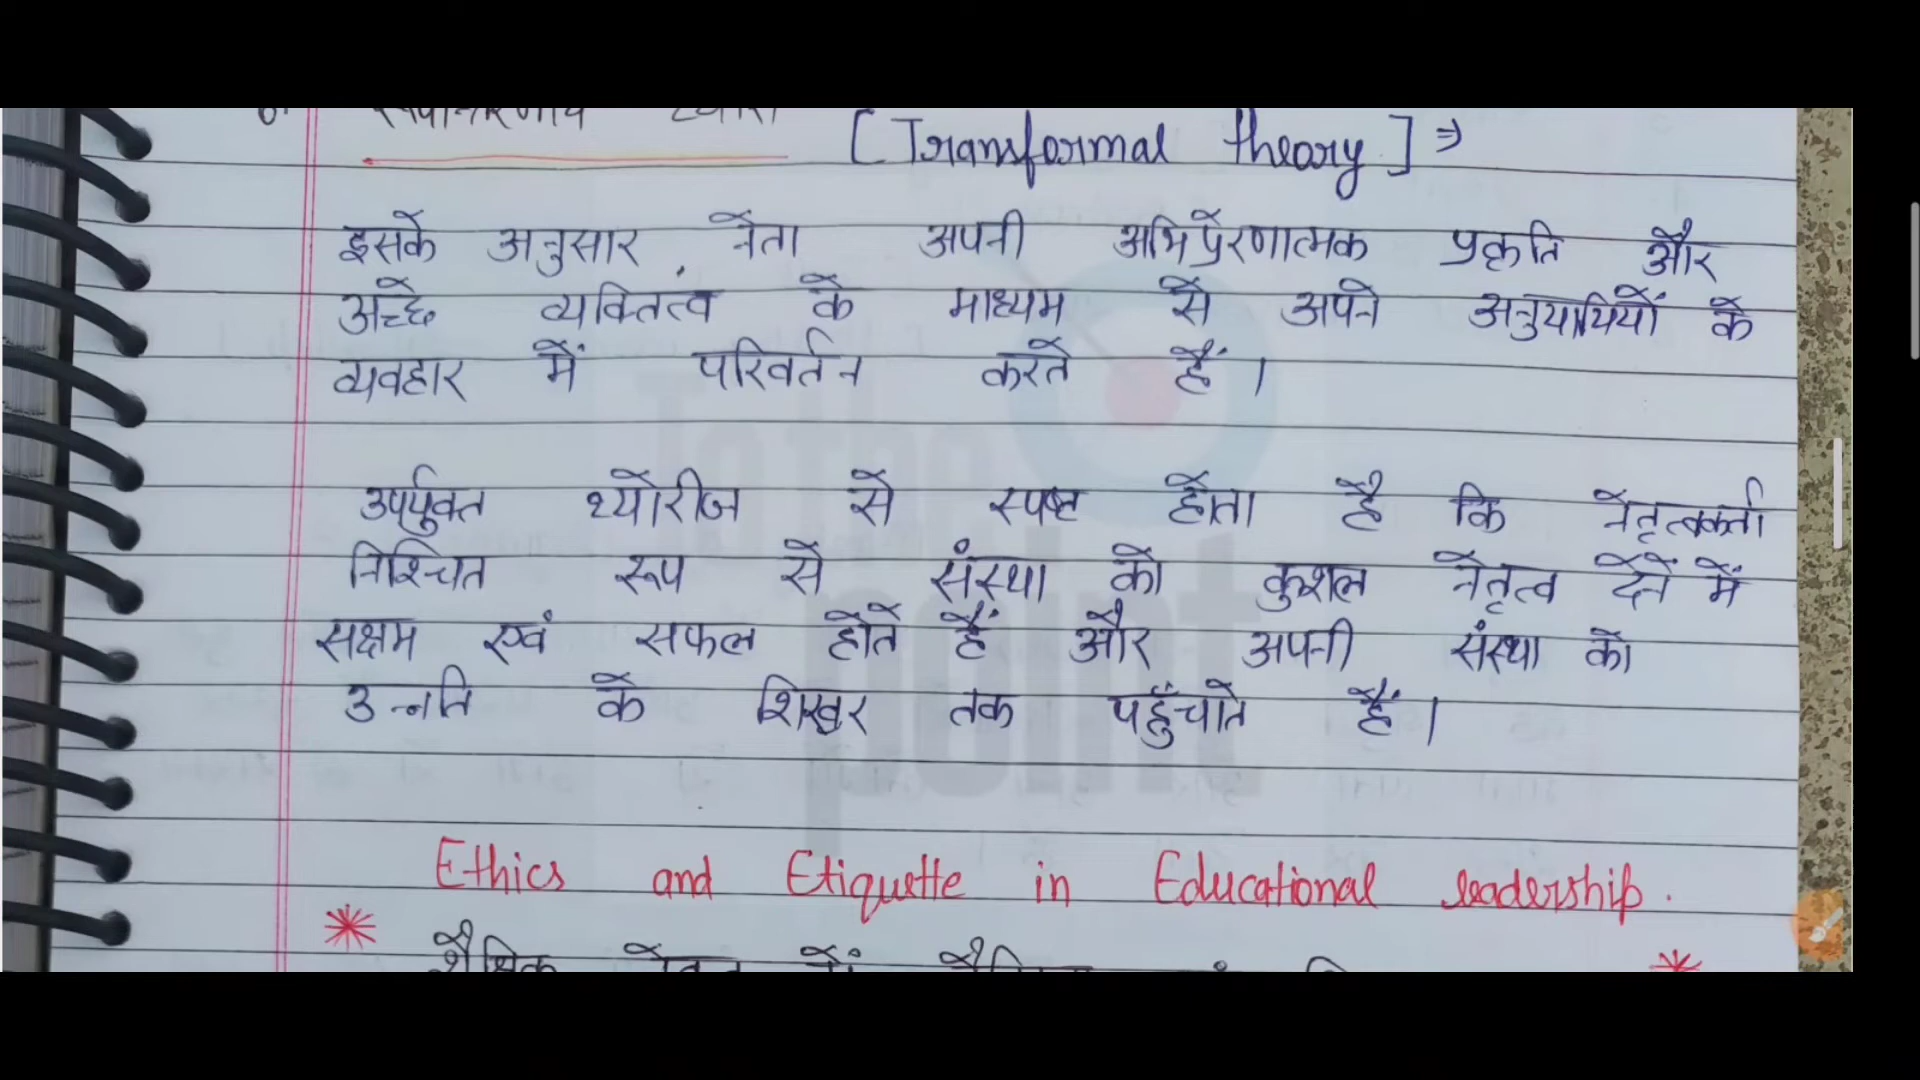 [Transformal theory] ⇒
इसके अनुसार, नेता अपनी अभिप्रेरणात्मक प्रकृति और
अच्छे व्यक्तित्व के माध्यम से अपने अनुयायियों के
व्यवहार में परिवर्तन करते हैं।
उपर्युक्त थ्योरीज से स्पष्ट होता है कि नेतृत्वकर्ता
निश्चित रूप से संस्था को कुशल नेतृत्व देने में
सक्षम एवं सफल होते हैं और अपनी संस्था को
उन्नति के शिखर तक पहुँचाते हैं।
Ethics and Etiquette in Educational leadership.
point